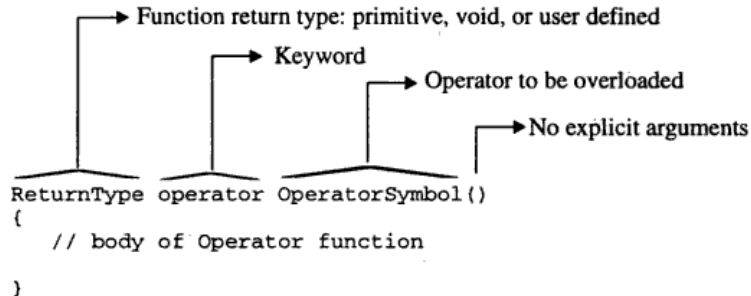 Function return type: primitive, void, or user defined
Keyword
Operator to be overloaded
No explicit arguments
ReturnType operator OperatorSymbol()
{
// body of Operator function
}